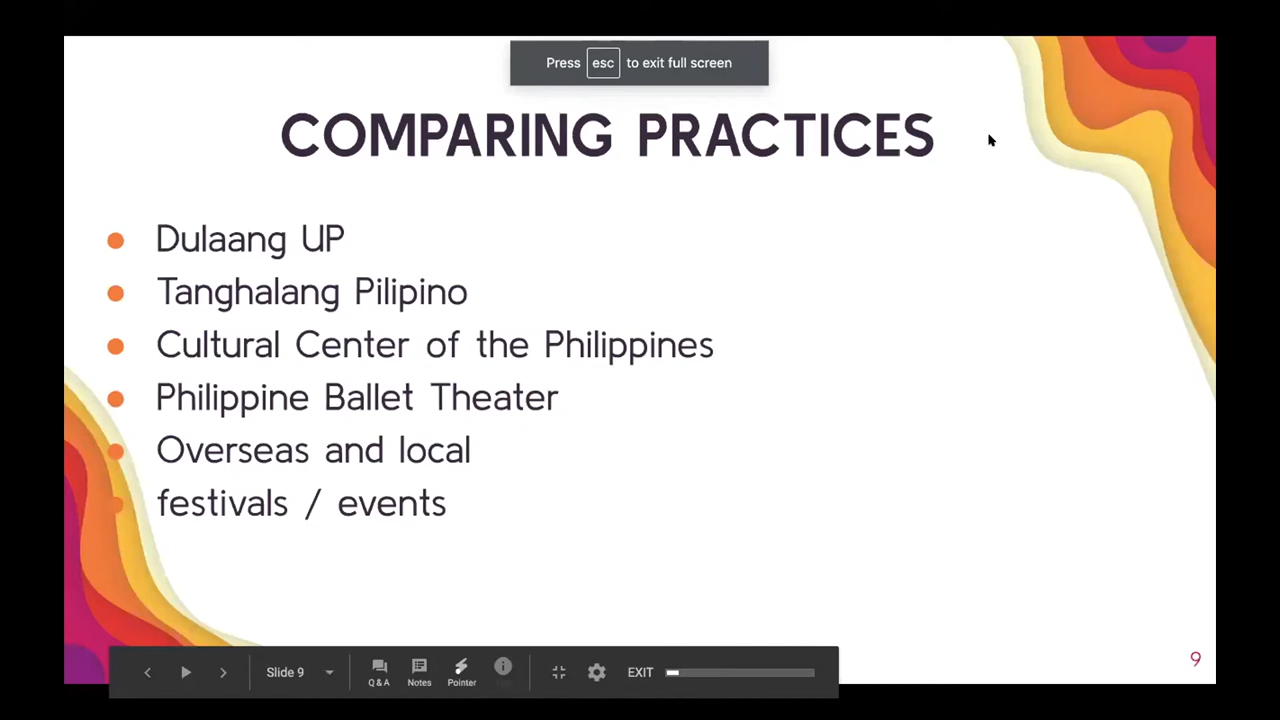 Press esc to exit full screen
COMPARING PRACTICES
● Dulaang UP
● Tanghalang Pilipino
● Cultural Center of the Philippines
● Philippine Ballet Theater
● Overseas and local
● festivals / events
9
Slide 9
Q & A
Notes
Pointer
EXIT